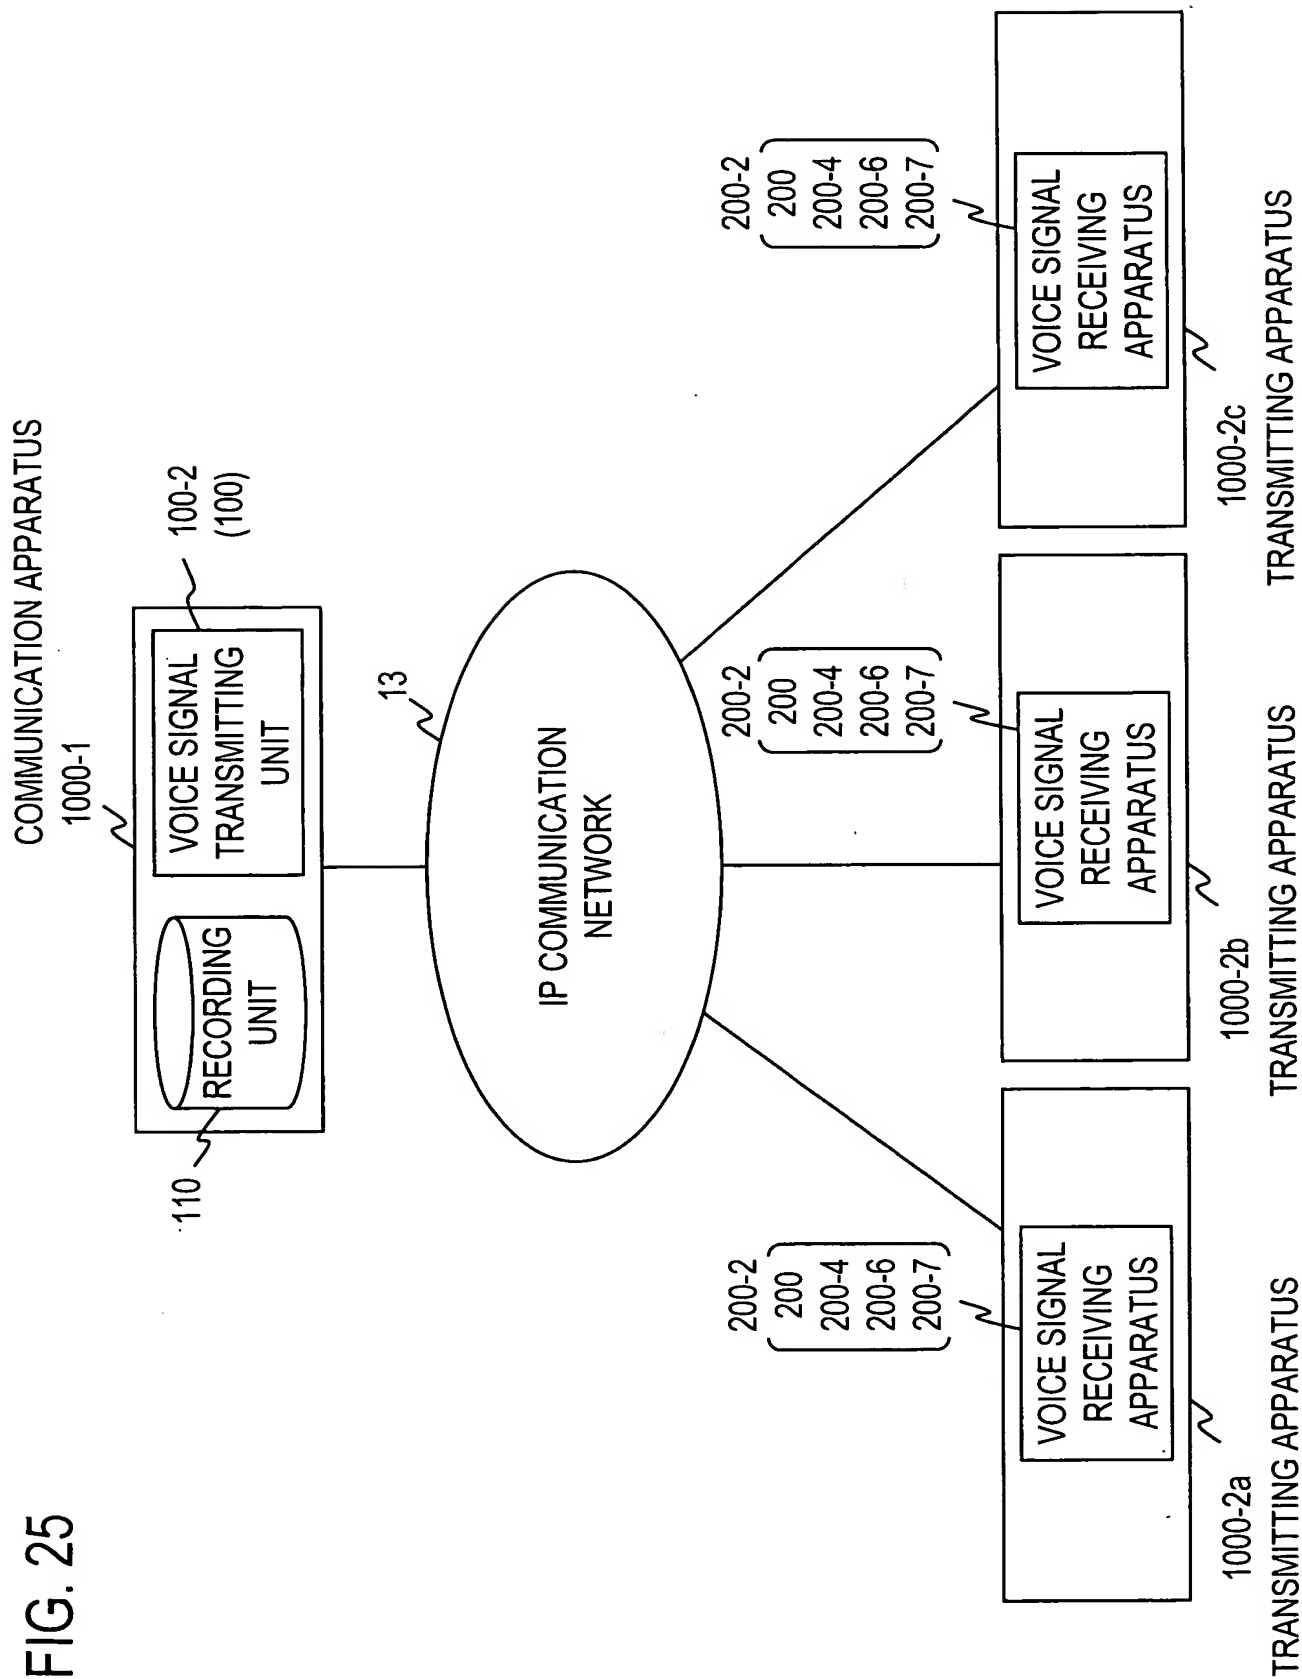 FIG. 25
COMMUNICATION APPARATUS
1000-1
110
RECORDING
UNIT
VOICE SIGNAL
TRANSMITTING
UNIT
100-2
(100)
13
IP COMMUNICATION
NETWORK
200-2
200
200-4
200-6
200-7
VOICE SIGNAL
RECEIVING
APPARATUS
1000-2a
TRANSMITTING APPARATUS
200-2
200
200-4
200-6
200-7
VOICE SIGNAL
RECEIVING
APPARATUS
1000-2b
TRANSMITTING APPARATUS
200-2
200
200-4
200-6
200-7
VOICE SIGNAL
RECEIVING
APPARATUS
1000-2c
TRANSMITTING APPARATUS